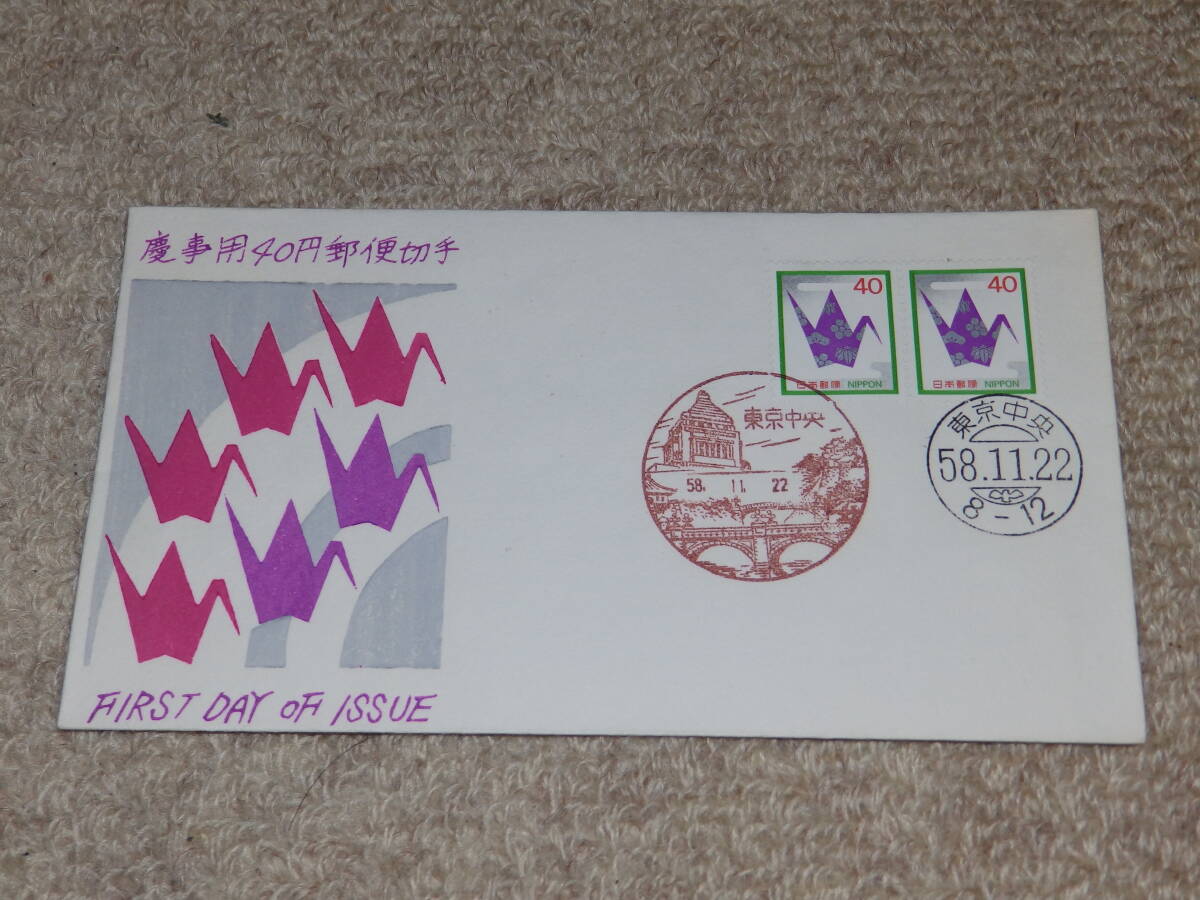 慶事用40円郵便切手
40
日本郵便 NIPPON
40
日本郵便 NIPPON
東京中央
58. 11. 22
東京中央
58.11.22
8-12
FIRST DAY OF ISSUE